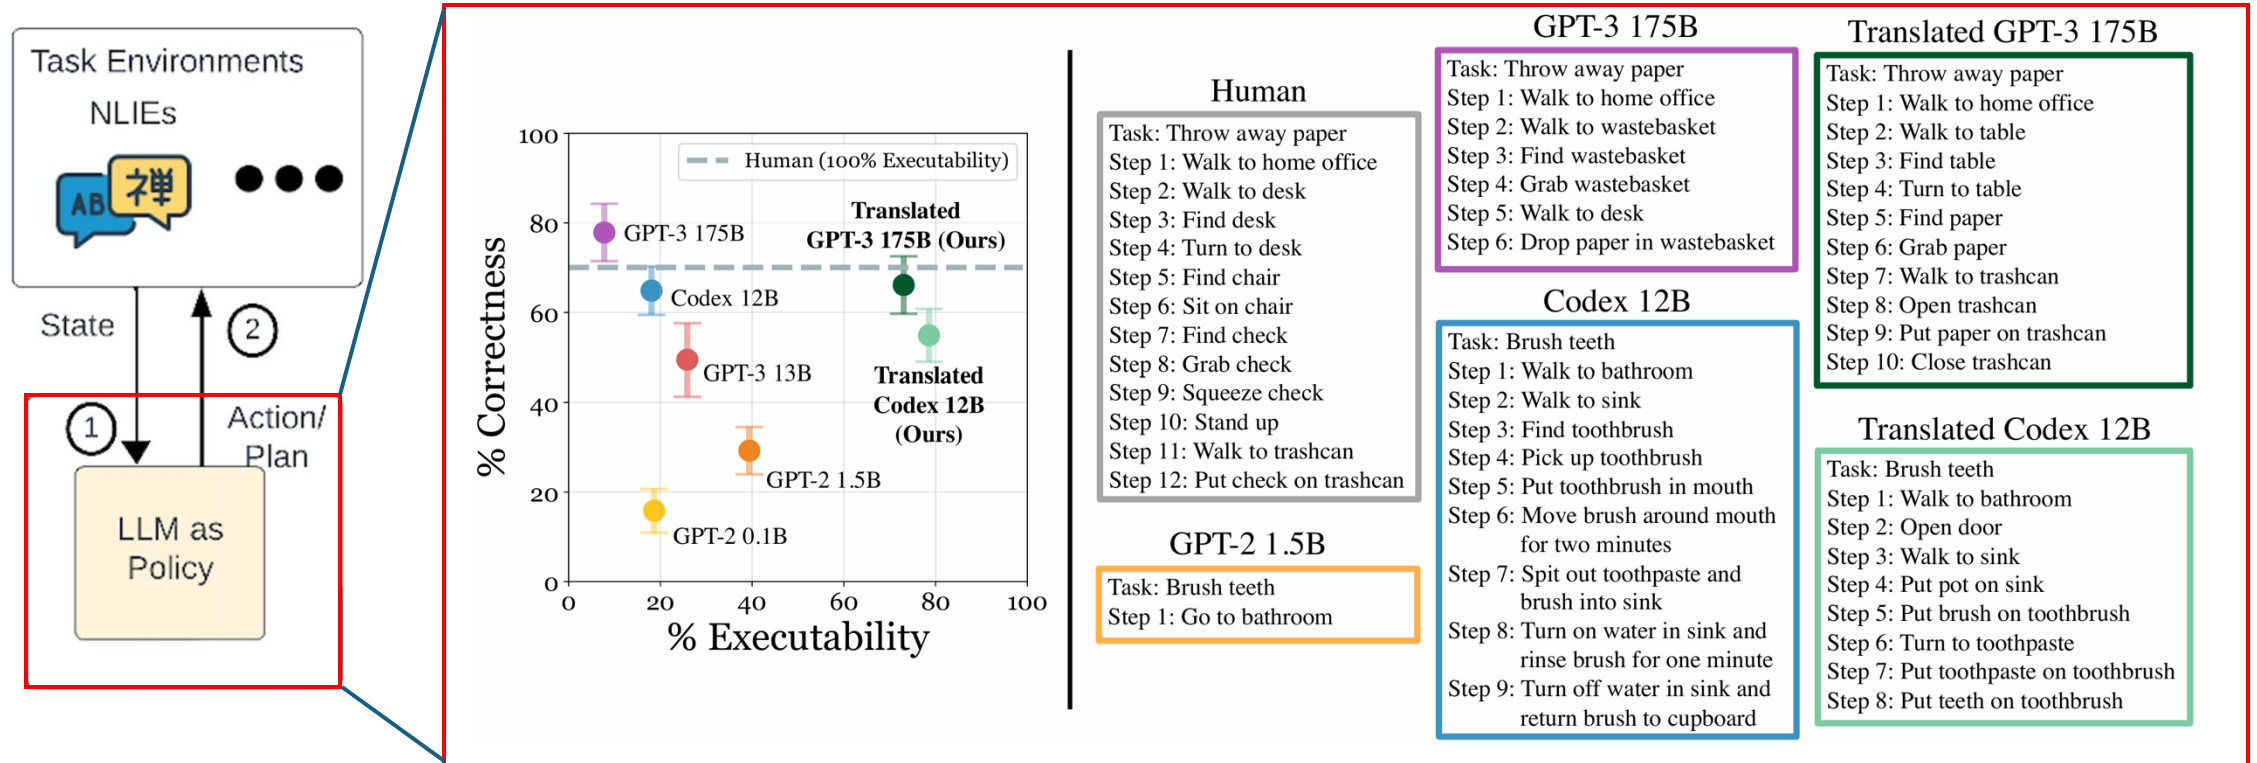 Task Environments
NLIEs
AB
禅
State
1
2
Action/
Plan
LLM as
Policy
% Correctness
100
80
60
40
20
0
0
20
40
60
80
100
% Executability
Human (100% Executability)
GPT-3 175B
Translated
GPT-3 175B (Ours)
Codex 12B
GPT-3 13B
Translated
Codex 12B
(Ours)
GPT-2 1.5B
GPT-2 0.1B
Human
Task: Throw away paper
Step 1: Walk to home office
Step 2: Walk to desk
Step 3: Find desk
Step 4: Turn to desk
Step 5: Find chair
Step 6: Sit on chair
Step 7: Find check
Step 8: Grab check
Step 9: Squeeze check
Step 10: Stand up
Step 11: Walk to trashcan
Step 12: Put check on trashcan
GPT-2 1.5B
Task: Brush teeth
Step 1: Go to bathroom
GPT-3 175B
Task: Throw away paper
Step 1: Walk to home office
Step 2: Walk to wastebasket
Step 3: Find wastebasket
Step 4: Grab wastebasket
Step 5: Walk to desk
Step 6: Drop paper in wastebasket
Codex 12B
Task: Brush teeth
Step 1: Walk to bathroom
Step 2: Walk to sink
Step 3: Find toothbrush
Step 4: Pick up toothbrush
Step 5: Put toothbrush in mouth
Step 6: Move brush around mouth
for two minutes
Step 7: Spit out toothpaste and
brush into sink
Step 8: Turn on water in sink and
rinse brush for one minute
Step 9: Turn off water in sink and
return brush to cupboard
Translated GPT-3 175B
Task: Throw away paper
Step 1: Walk to home office
Step 2: Walk to table
Step 3: Find table
Step 4: Turn to table
Step 5: Find paper
Step 6: Grab paper
Step 7: Walk to trashcan
Step 8: Open trashcan
Step 9: Put paper on trashcan
Step 10: Close trashcan
Translated Codex 12B
Task: Brush teeth
Step 1: Walk to bathroom
Step 2: Open door
Step 3: Walk to sink
Step 4: Put pot on sink
Step 5: Put brush on toothbrush
Step 6: Turn to toothpaste
Step 7: Put toothpaste on toothbrush
Step 8: Put teeth on toothbrush